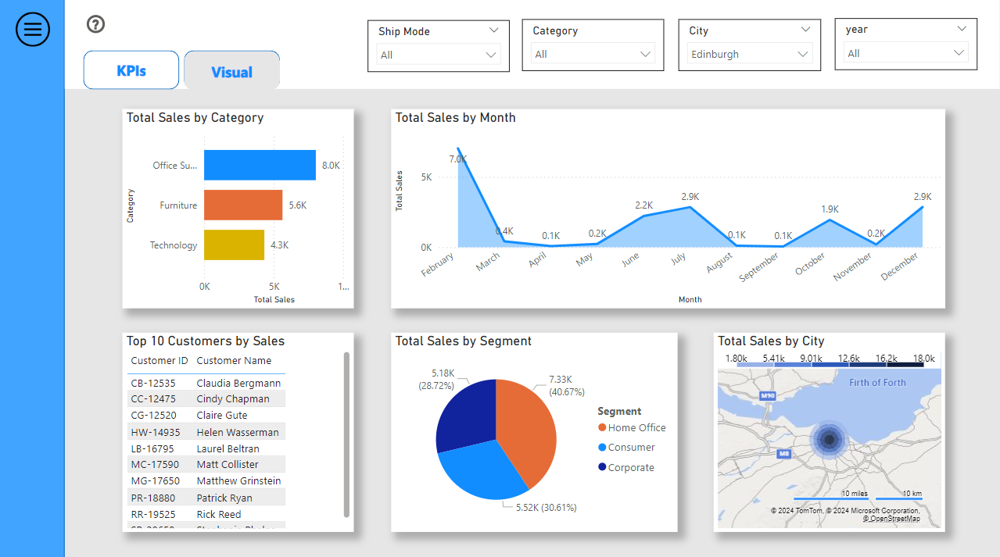 ?
Ship Mode
All
Category
All
City
Edinburgh
year
All
KPIs
Visual
Total Sales by Category
Category
Office Su...
8.0K
Furniture
5.6K
Technology
4.3K
0K 5K 1...
Total Sales
Total Sales by Month
Total Sales
5K
0K
7.0K
0.4K
0.1K
0.2K
2.2K
2.9K
0.1K
0.1K
1.9K
0.2K
2.9K
February March April May June July August September October November December
Month
Top 10 Customers by Sales
Customer ID Customer Name
CB-12535 Claudia Bergmann
CC-12475 Cindy Chapman
CG-12520 Claire Gute
HW-14935 Helen Wasserman
LB-16795 Laurel Beltran
MC-17590 Matt Collister
MG-17650 Matthew Grinstein
PR-18880 Patrick Ryan
RR-19525 Rick Reed
Total Sales by Segment
5.18K
(28.72%)
7.33K
(40.67%)
5.52K (30.61%)
Segment
Home Office
Consumer
Corporate
Total Sales by City
1.80k 5.41k 9.01k 12.6k 16.2k 18.0k
Firth of Forth
M90
M8
10 miles 10 km
© 2024 TomTom, © 2024 Microsoft Corporation,
© OpenStreetMap